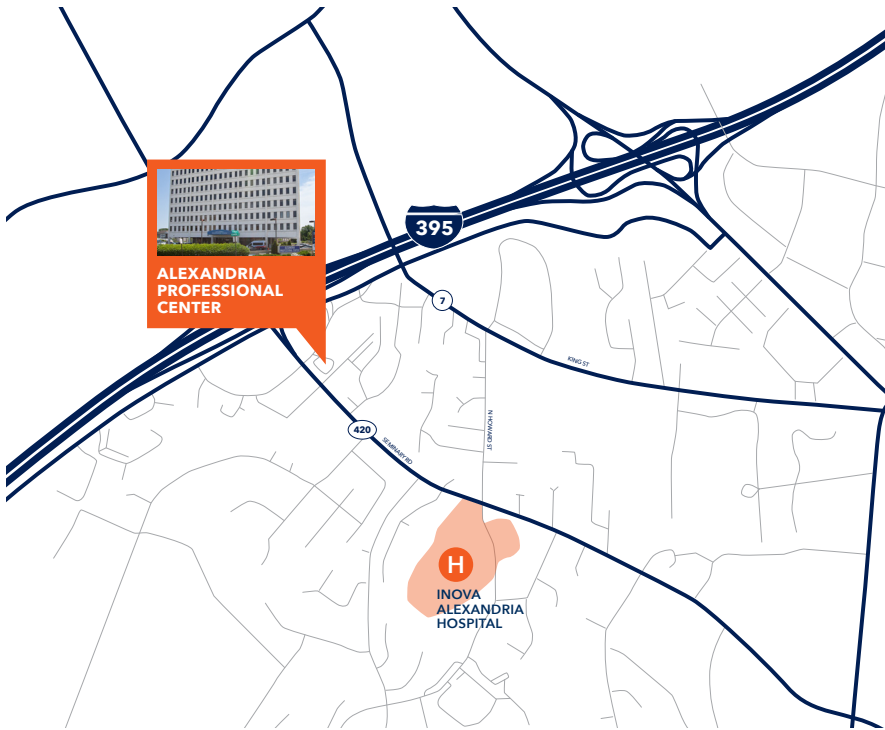 395
ALEXANDRIA
PROFESSIONAL
CENTER
7
KING ST
N HOWARD ST
420
SEMINARY RD
H
INOVA
ALEXANDRIA
HOSPITAL